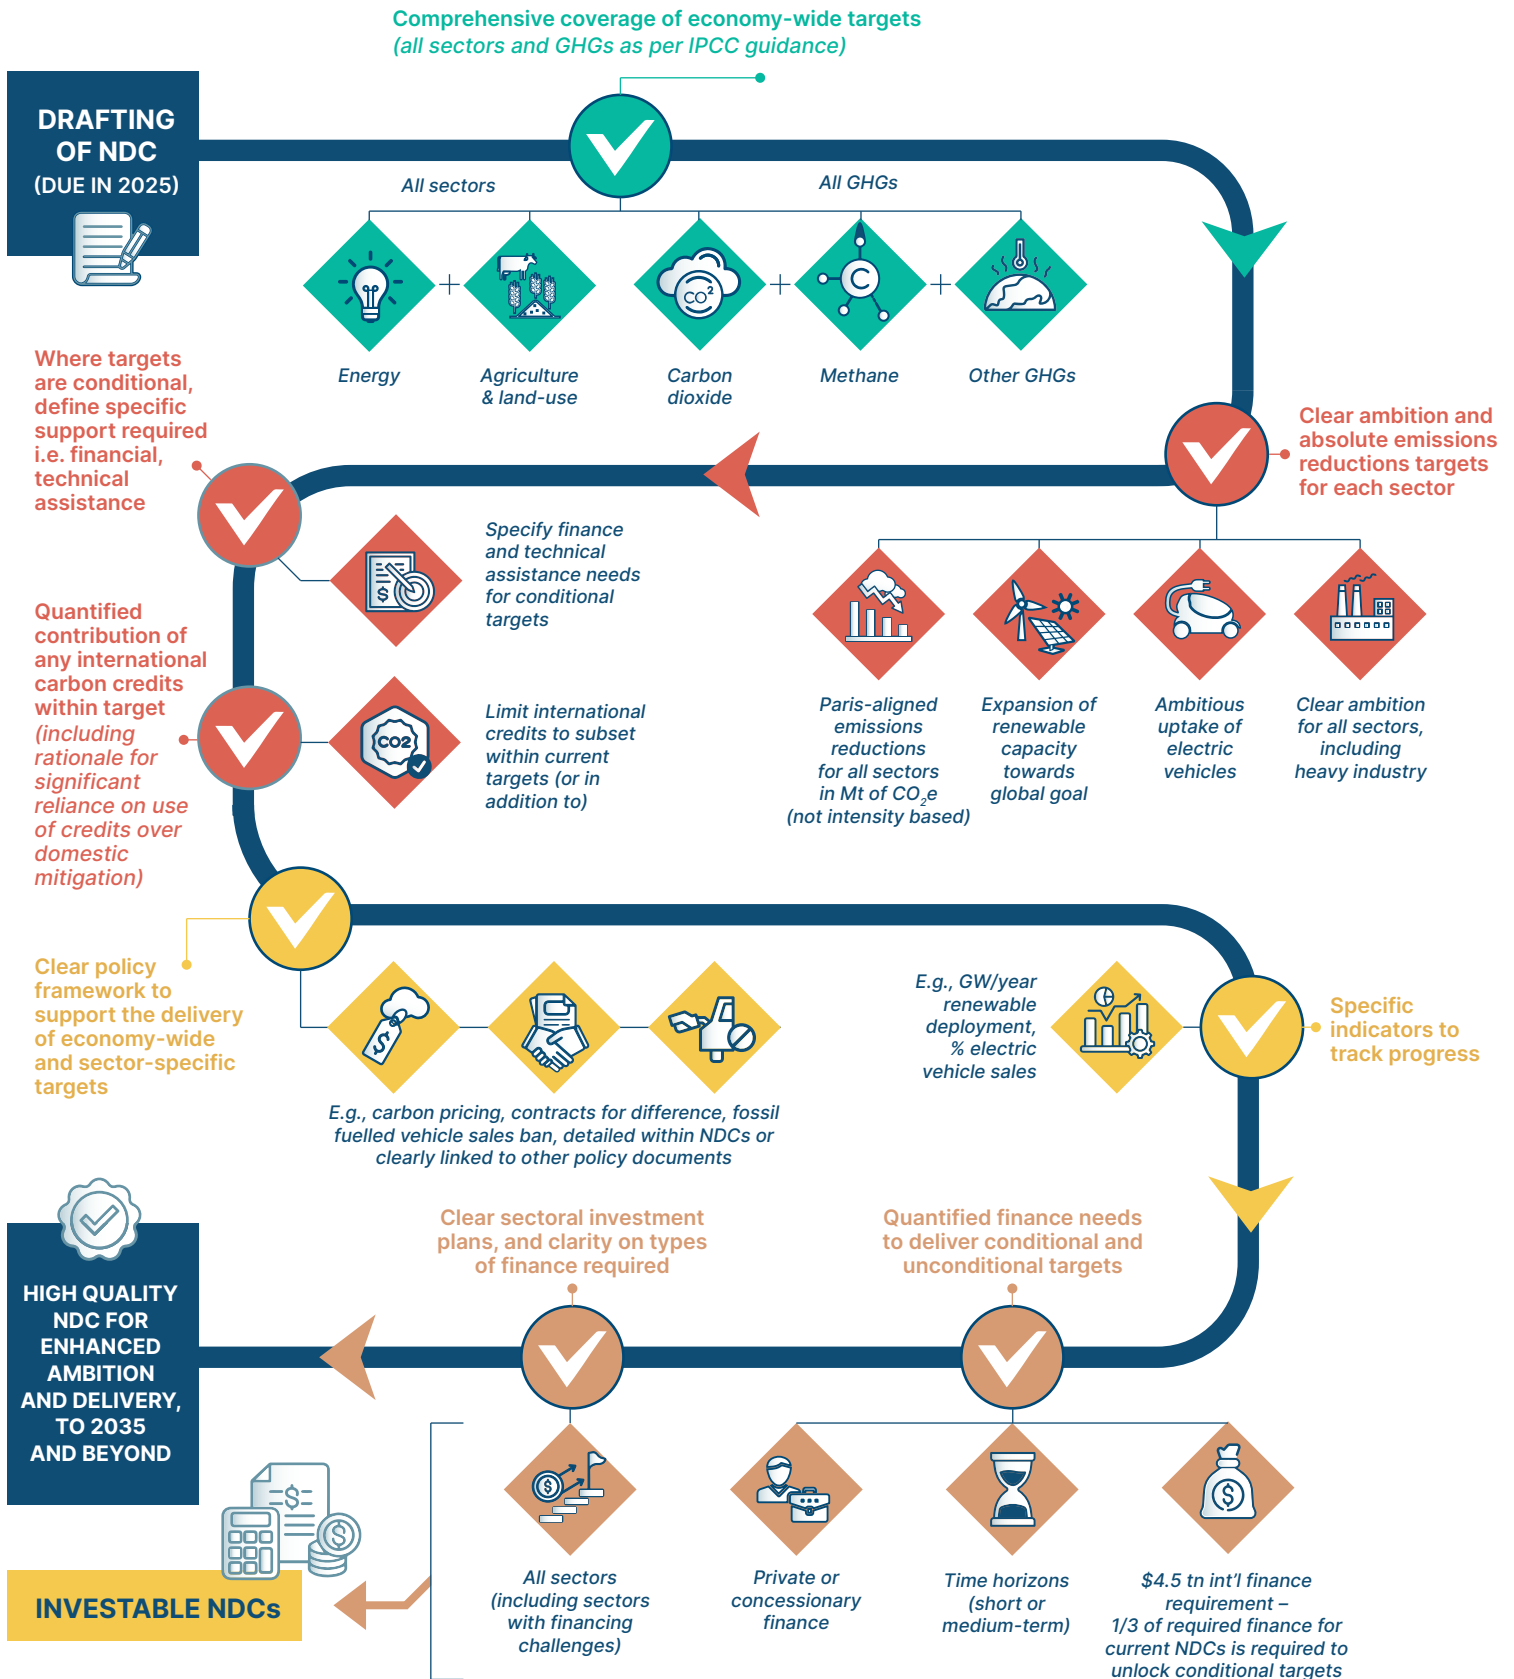 Comprehensive coverage of economy-wide targets
(all sectors and GHGs as per IPCC guidance)
DRAFTING
OF NDC
(DUE IN 2025)
All sectors
All GHGs
CO²
C
Energy
Agriculture
& land-use
Carbon
dioxide
Methane
Other GHGs
Clear ambition and
absolute emissions
reductions targets
for each sector
Paris-aligned
emissions
reductions
for all sectors
in Mt of CO₂e
(not intensity based)
Expansion of
renewable
capacity
towards
global goal
Ambitious
uptake of
electric
vehicles
Clear ambition
for all sectors,
including
heavy industry
Where targets
are conditional,
define specific
support required
i.e. financial,
technical
assistance
$
Specify finance
and technical
assistance needs
for conditional
targets
Quantified
contribution of
any international
carbon credits
within target
(including
rationale for
significant
reliance on use
of credits over
domestic
mitigation)
CO2
Limit international
credits to subset
within current
targets (or in
addition to)
Clear policy
framework to
support the delivery
of economy-wide
and sector-specific
targets
$
E.g., carbon pricing, contracts for difference, fossil
fuelled vehicle sales ban, detailed within NDCs or
clearly linked to other policy documents
E.g., GW/year
renewable
deployment,
% electric
vehicle sales
Specific
indicators to
track progress
Quantified finance needs
to deliver conditional and
unconditional targets
Private or
concessionary
finance
Time horizons
(short or
medium-term)
$
$4.5 tn int'l finance
requirement –
1/3 of required finance for
current NDCs is required to
unlock conditional targets
Clear sectoral investment
plans, and clarity on types
of finance required
$
All sectors
(including sectors
with financing
challenges)
HIGH QUALITY
NDC FOR
ENHANCED
AMBITION
AND DELIVERY,
TO 2035
AND BEYOND
$
$
INVESTABLE NDCs